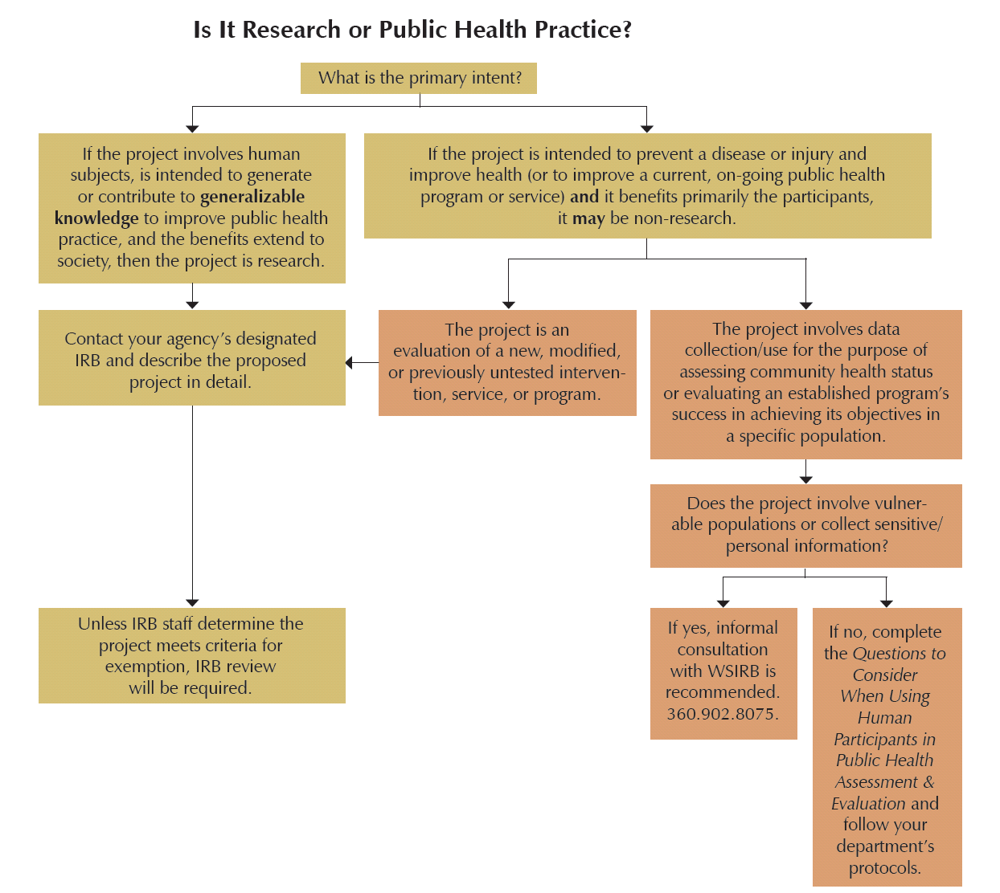 Is It Research or Public Health Practice?
What is the primary intent?
If the project involves human
subjects, is intended to generate
or contribute to generalizable
knowledge to improve public health
practice, and the benefits extend to
society, then the project is research.
If the project is intended to prevent a disease or injury and
improve health (or to improve a current, on-going public health
program or service) and it benefits primarily the participants,
it may be non-research.
Contact your agency’s designated
IRB and describe the proposed
project in detail.
The project is an
evaluation of a new, modified,
or previously untested interven-
tion, service, or program.
The project involves data
collection/use for the purpose of
assessing community health status
or evaluating an established program’s
success in achieving its objectives in
a specific population.
Does the project involve vulner-
able populations or collect sensitive/
personal information?
Unless IRB staff determine the
project meets criteria for
exemption, IRB review
will be required.
If yes, informal
consultation
with WSIRB is
recommended.
360.902.8075.
If no, complete
the Questions to
Consider
When Using
Human
Participants in
Public Health
Assessment &
Evaluation and
follow your
department’s
protocols.